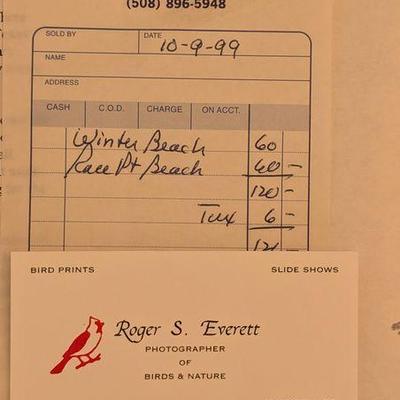 (508) 896-5948
SOLD BY DATE 10-9-99
NAME
ADDRESS
CASH C.O.D. CHARGE ON ACCT.
Winter Beach 60
Race Pt Beach 60 —
120 —
Tax 6 —
BIRD PRINTS SLIDE SHOWS
Roger S. Everett
PHOTOGRAPHER
OF
BIRDS & NATURE